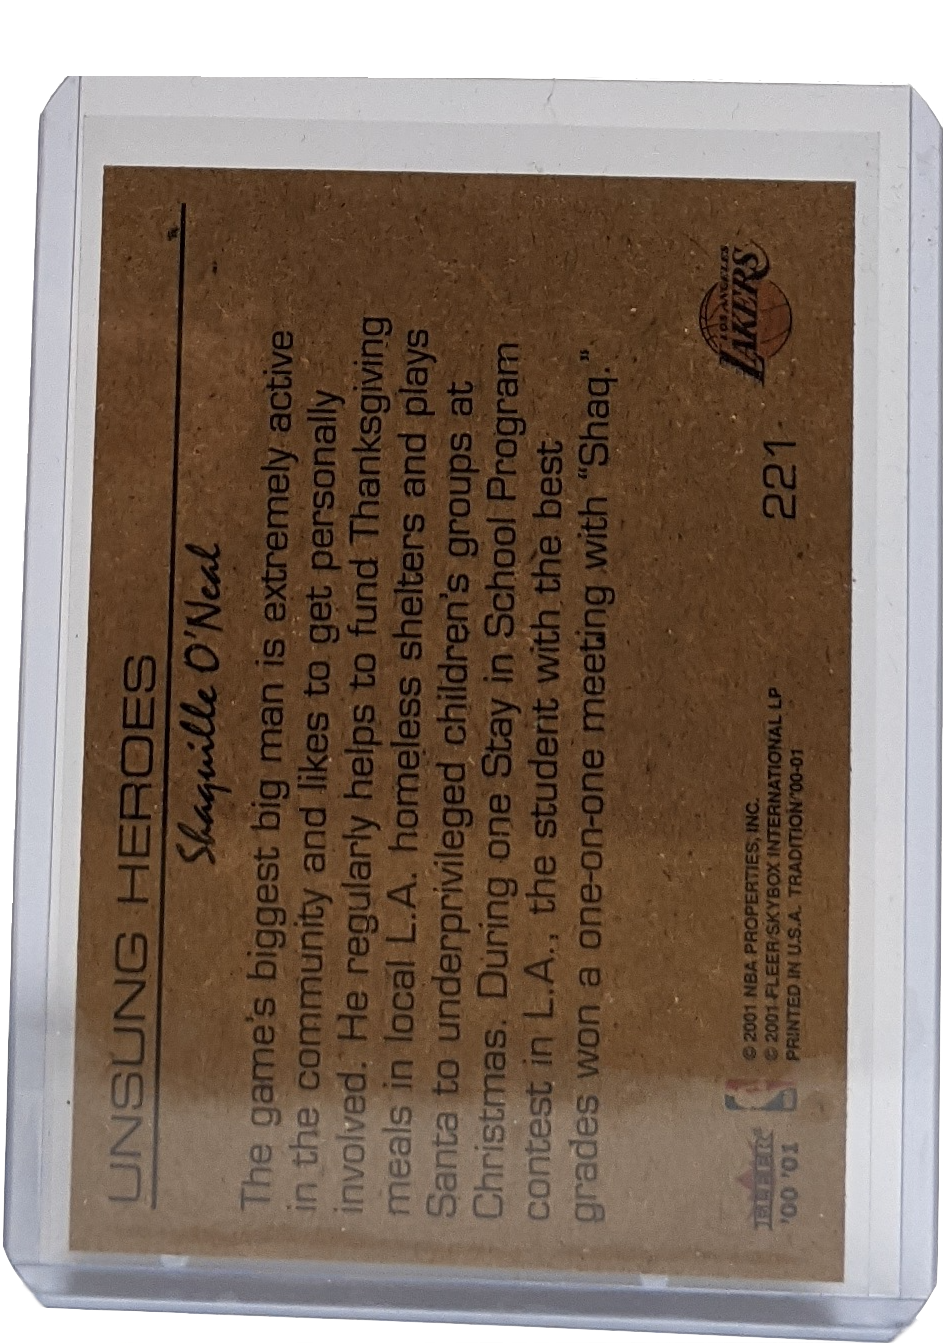 UNSUNG HEROES
Shaquille O'Neal
The game's biggest big man is extremely active
in the community and likes to get personally
involved. He regularly helps to fund Thanksgiving
meals in local L.A. homeless shelters and plays
Santa to underprivileged children's groups at
Christmas. During one Stay in School Program
contest in L.A., the student with the best
grades won a one-on-one meeting with "Shaq."
FLEER
'00 '01
© 2001 NBA PROPERTIES, INC.
© 2001 FLEER/SKYBOX INTERNATIONAL LP
PRINTED IN U.S.A. TRADITION '00-01
221
LOS ANGELES
LAKERS